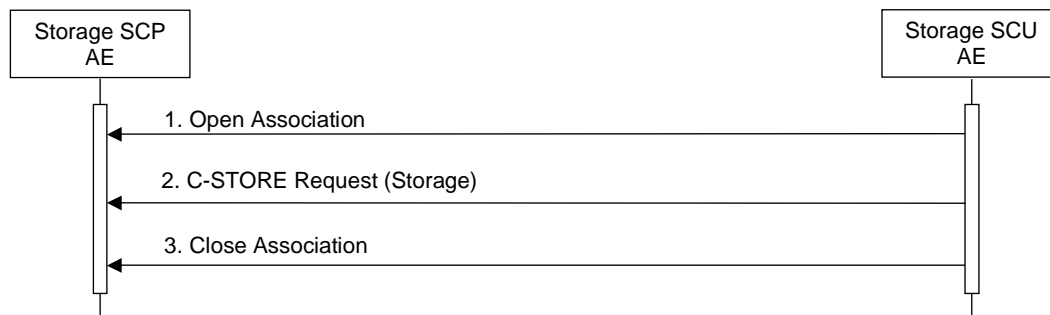 Storage SCP
AE
Storage SCU
AE
1. Open Association
2. C-STORE Request (Storage)
3. Close Association